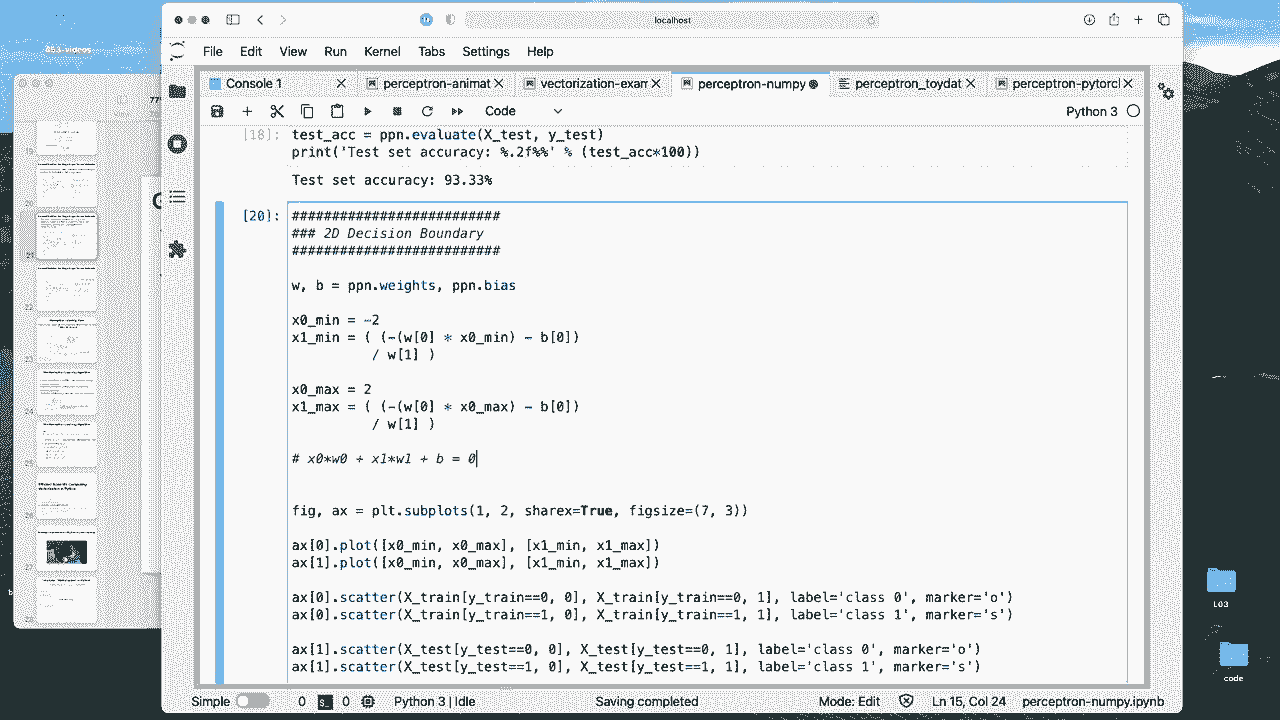 453-videos
localhost
File Edit View Run Kernel Tabs Settings Help
Console 1
perceptron-animat
vectorization-exam
perceptron-numpy
perceptron_toydat
perceptron-pytorcl
Code
Python 3
[18]: test_acc = ppn.evaluate(X_test, y_test)
print('Test set accuracy: %.2f%%' % (test_acc*100))
Test set accuracy: 93.33%
[20]: ##########################
### 2D Decision Boundary
##########################
w, b = ppn.weights, ppn.bias
x0_min = -2
x1_min = ( (-(w[0] * x0_min) - b[0])
/ w[1] )
x0_max = 2
x1_max = ( (-(w[0] * x0_max) - b[0])
/ w[1] )
# x0*w0 + x1*w1 + b = 0
fig, ax = plt.subplots(1, 2, sharex=True, figsize=(7, 3))
ax[0].plot([x0_min, x0_max], [x1_min, x1_max])
ax[1].plot([x0_min, x0_max], [x1_min, x1_max])
ax[0].scatter(X_train[y_train==0, 0], X_train[y_train==0, 1], label='class 0', marker='o')
ax[0].scatter(X_train[y_train==1, 0], X_train[y_train==1, 1], label='class 1', marker='s')
ax[1].scatter(X_test[y_test==0, 0], X_test[y_test==0, 1], label='class 0', marker='o')
ax[1].scatter(X_test[y_test==1, 0], X_test[y_test==1, 1], label='class 1', marker='s')
Simple 0 0 Python 3 | Idle Saving completed Mode: Edit Ln 15, Col 24 perceptron-numpy.ipynb
L03
code